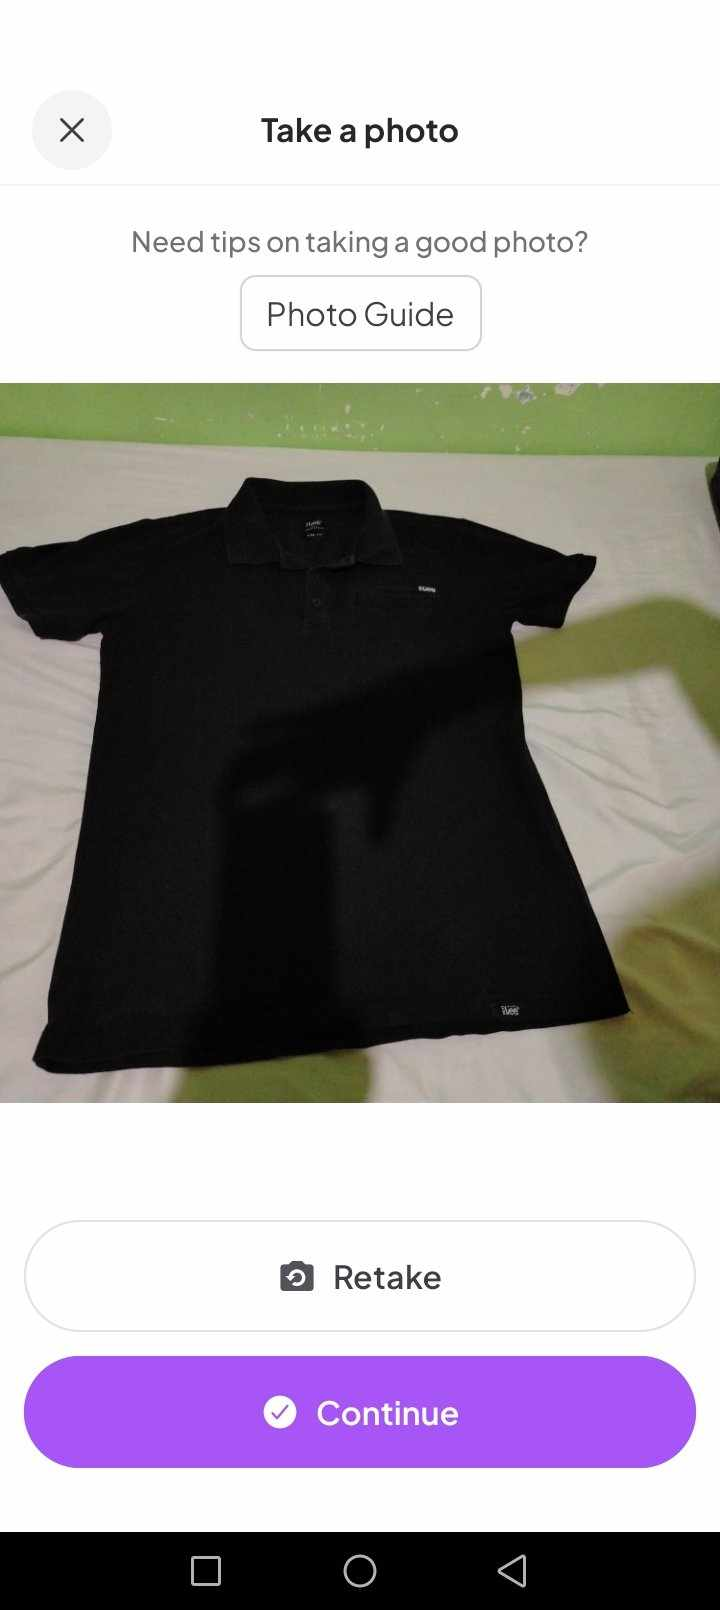 Take a photo
Need tips on taking a good photo?
Photo Guide
Retake
Continue